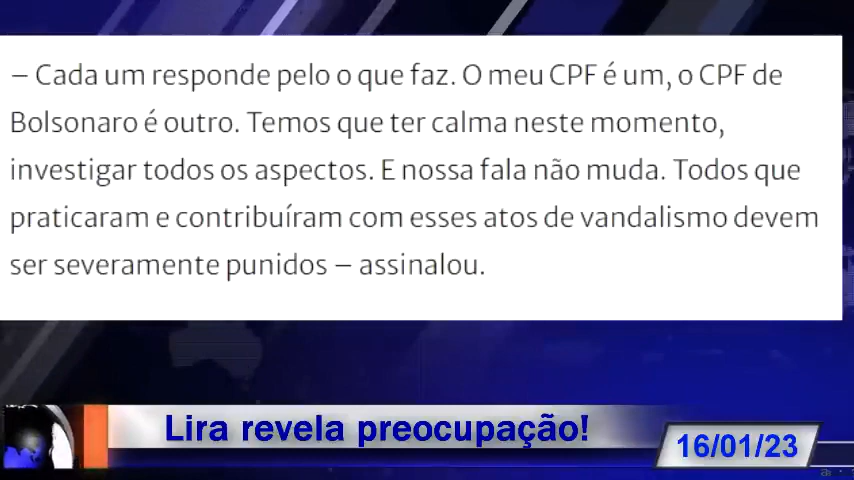 – Cada um responde pelo o que faz. O meu CPF é um, o CPF de
Bolsonaro é outro. Temos que ter calma neste momento,
investigar todos os aspectos. E nossa fala não muda. Todos que
praticaram e contribuíram com esses atos de vandalismo devem
ser severamente punidos – assinalou.
Lira revela preocupação!
16/01/23